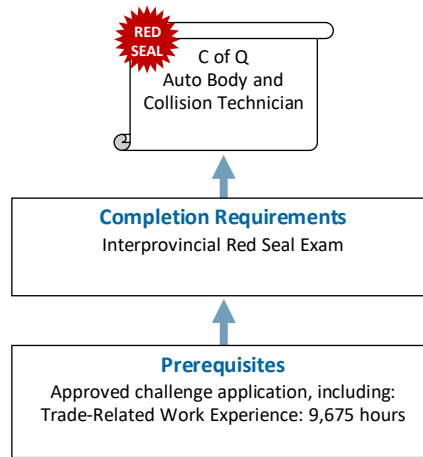 RED
SEAL
C of Q
Auto Body and
Collision Technician
Completion Requirements
Interprovincial Red Seal Exam
Prerequisites
Approved challenge application, including:
Trade-Related Work Experience: 9,675 hours